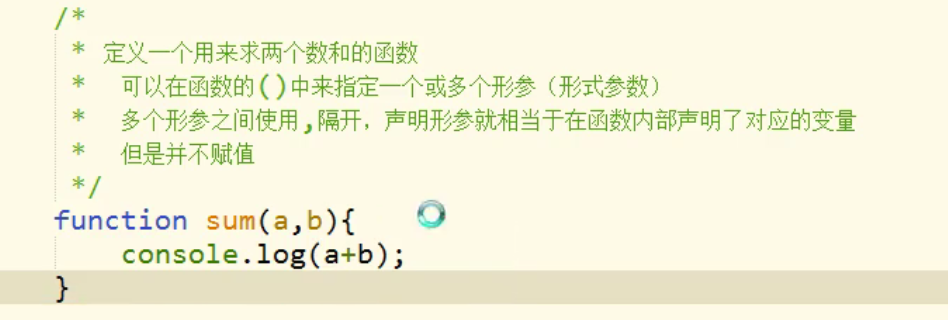 /*
* 定义一个用来求两个数和的函数
* 可以在函数的()中来指定一个或多个形参（形式参数）
* 多个形参之间使用,隔开，声明形参就相当于在函数内部声明了对应的变量
* 但是并不赋值
*/
function sum(a,b){
console.log(a+b);
}